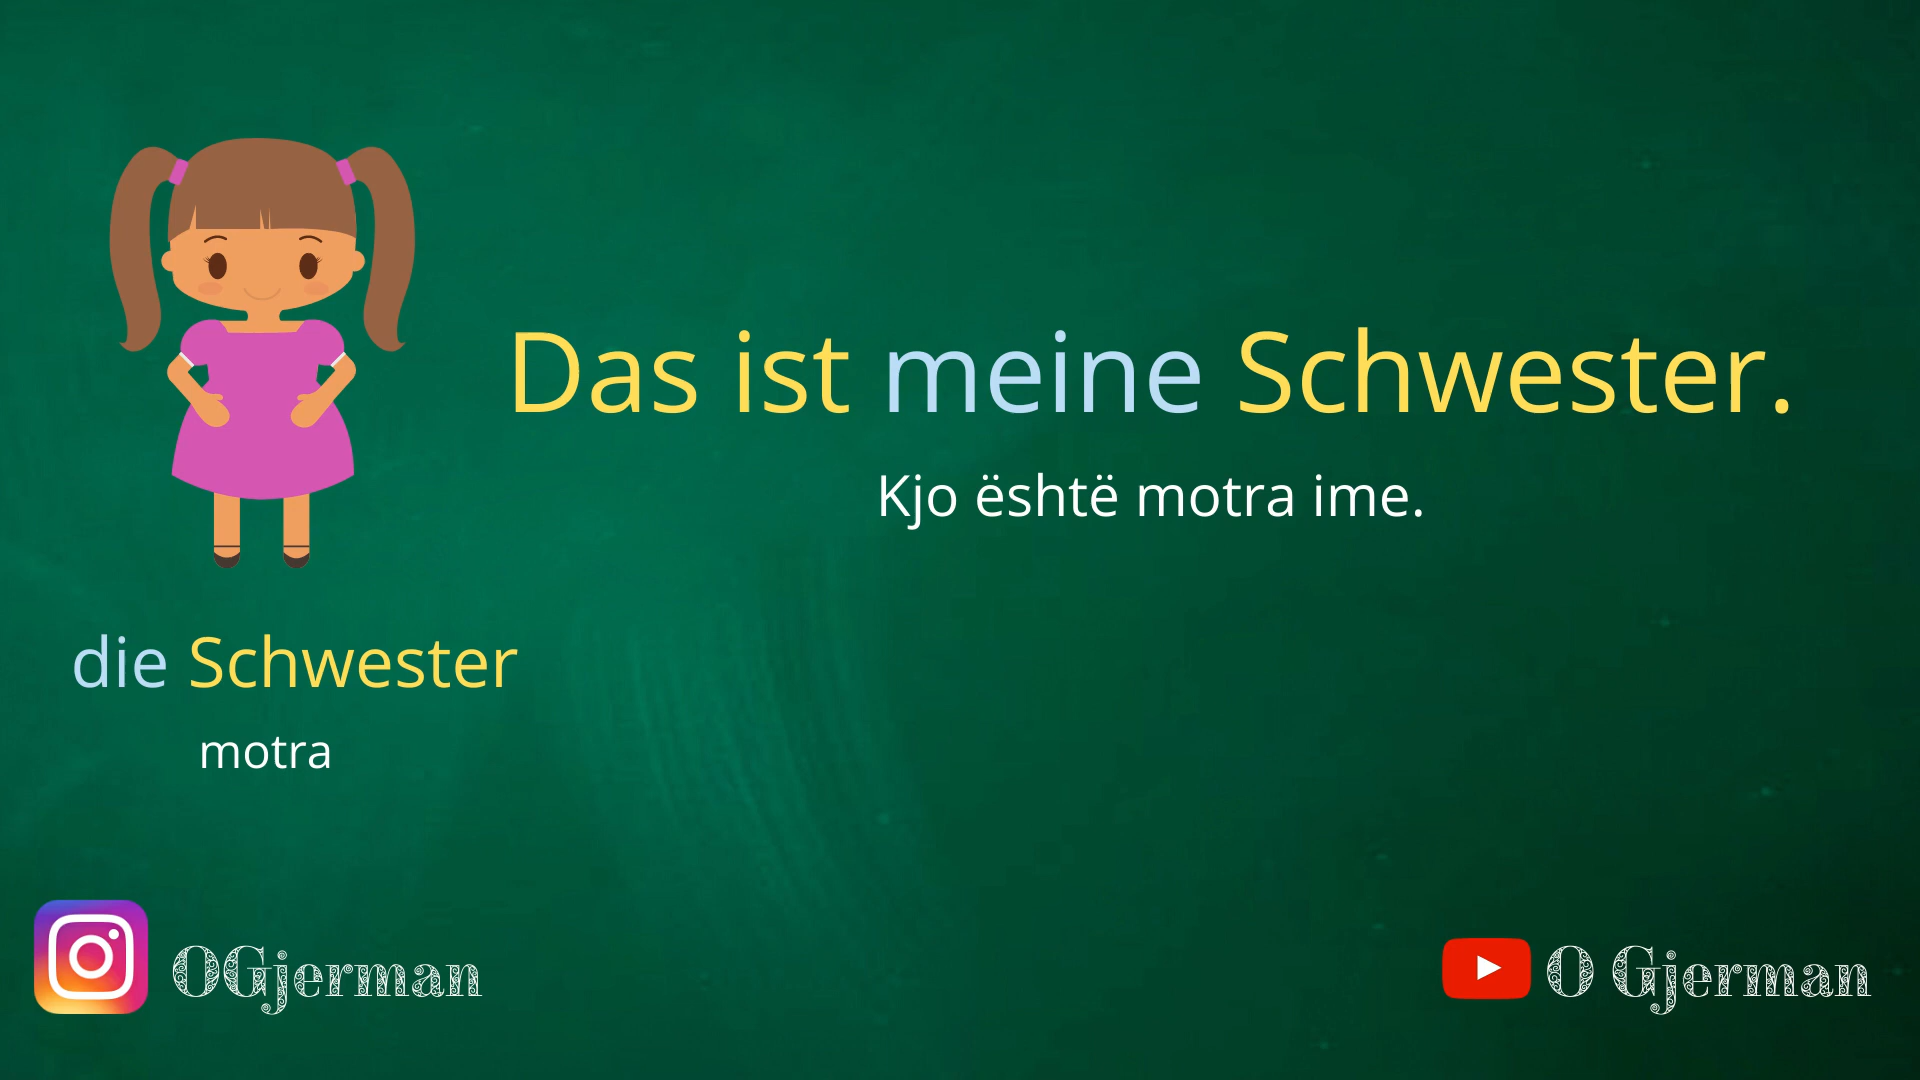 Das ist meine Schwester.
Kjo është motra ime.
die Schwester
motra
OGjerman
O Gjerman